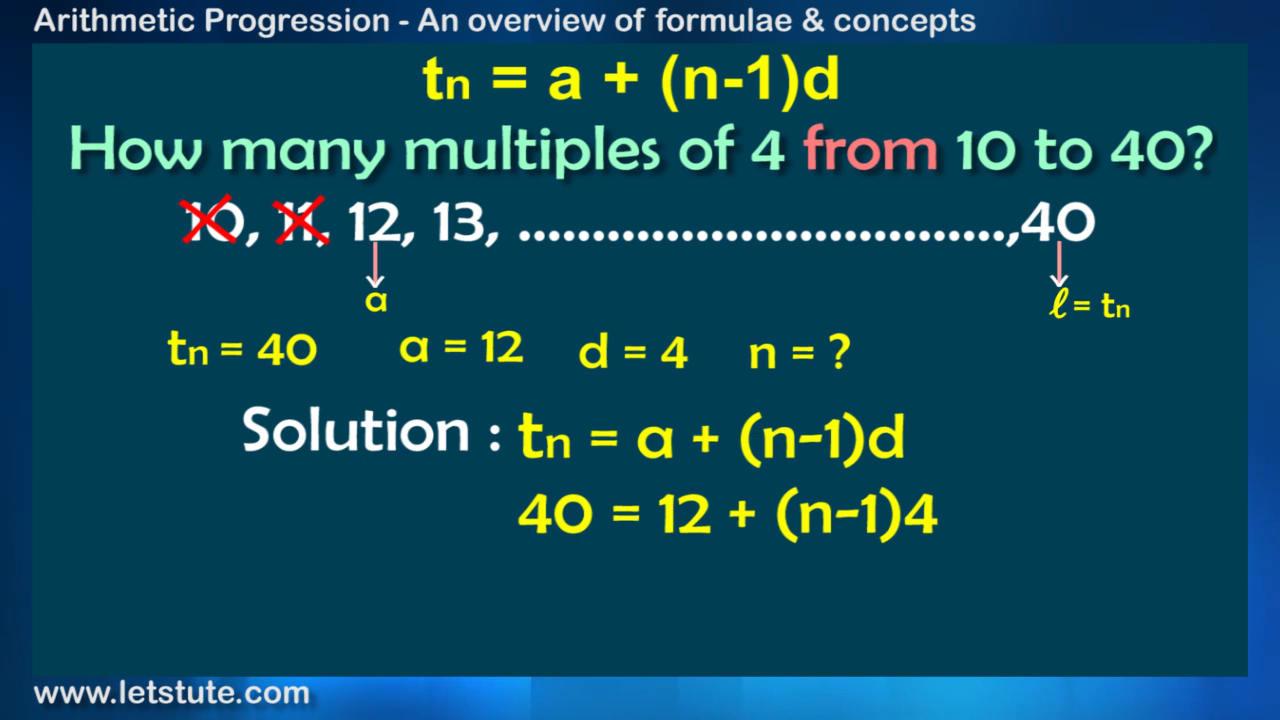 Arithmetic Progression - An overview of formulae & concepts
tn = a + (n-1)d
How many multiples of 4 from 10 to 40?
10, 11, 12, 13, .................................,40
a
ℓ = tn
tn = 40 a = 12 d = 4 n = ?
Solution : tn = a + (n-1)d
40 = 12 + (n-1)4
www.letstute.com